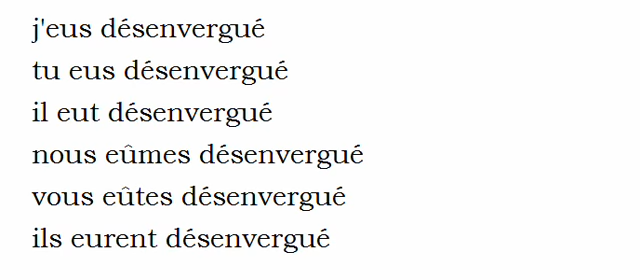 j'eus désenvergué
tu eus désenvergué
il eut désenvergué
nous eûmes désenvergué
vous eûtes désenvergué
ils eurent désenvergué